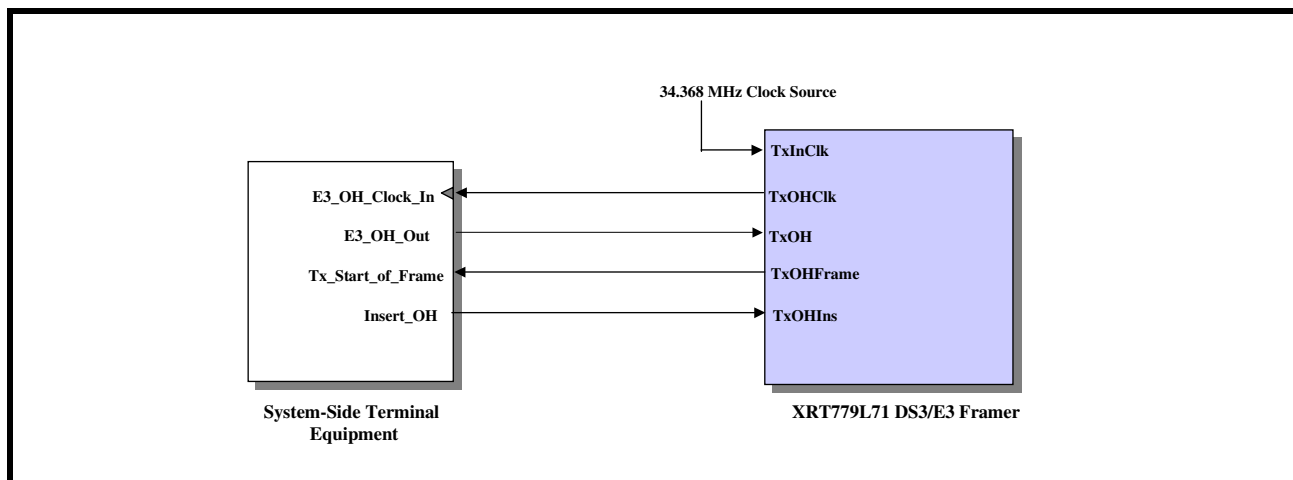 34.368 MHz Clock Source
TxInClk
E3_OH_Clock_In
TxOHClk
E3_OH_Out
TxOH
Tx_Start_of_Frame
TxOHFrame
Insert_OH
TxOHIns
System-Side Terminal
Equipment
XRT779L71 DS3/E3 Framer